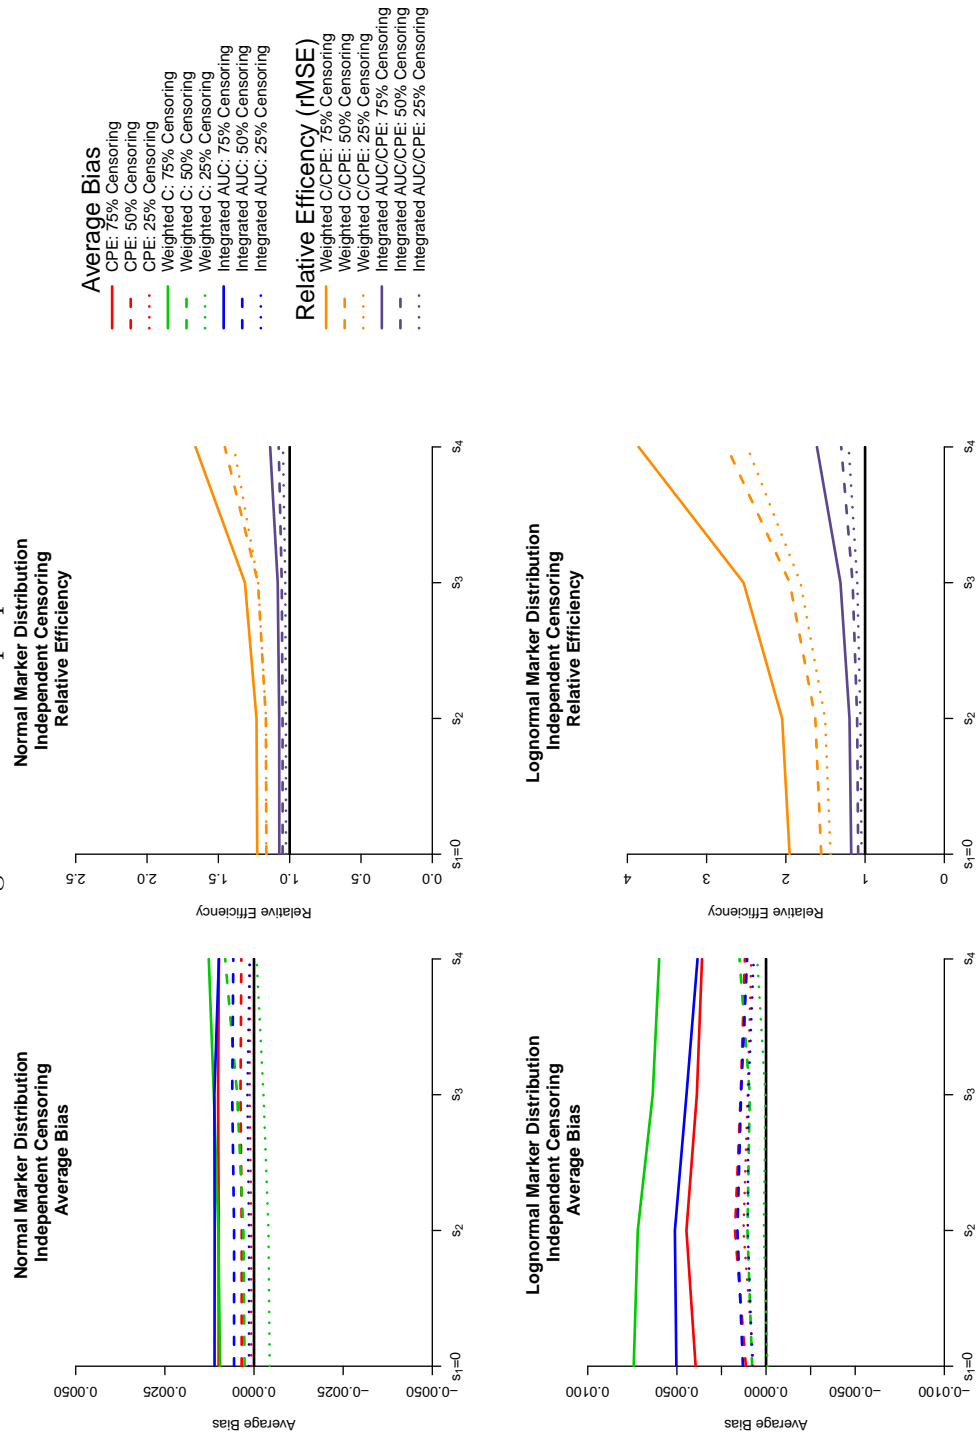 Normal Marker Distribution
Independent Censoring
Average Bias
Average Bias
0.0050
0.0025
0.0000
−0.0025
−0.0050
s1=0
s2
s3
s4
Normal Marker Distribution
Independent Censoring
Relative Efficiency
Relative Efficiency
2.5
2.0
1.5
1.0
0.5
0.0
s1=0
s2
s3
s4
Average Bias
CPE: 75% Censoring
CPE: 50% Censoring
CPE: 25% Censoring
Weighted C: 75% Censoring
Weighted C: 50% Censoring
Weighted C: 25% Censoring
Integrated AUC: 75% Censoring
Integrated AUC: 50% Censoring
Integrated AUC: 25% Censoring
Relative Efficency (rMSE)
Weighted C/CPE: 75% Censoring
Weighted C/CPE: 50% Censoring
Weighted C/CPE: 25% Censoring
Integrated AUC/CPE: 75% Censoring
Integrated AUC/CPE: 50% Censoring
Integrated AUC/CPE: 25% Censoring
Lognormal Marker Distribution
Independent Censoring
Average Bias
Average Bias
0.0100
0.0050
0.0000
−0.0050
−0.0100
s1=0
s2
s3
s4
Lognormal Marker Distribution
Independent Censoring
Relative Efficiency
Relative Efficiency
4
3
2
1
0
s1=0
s2
s3
s4